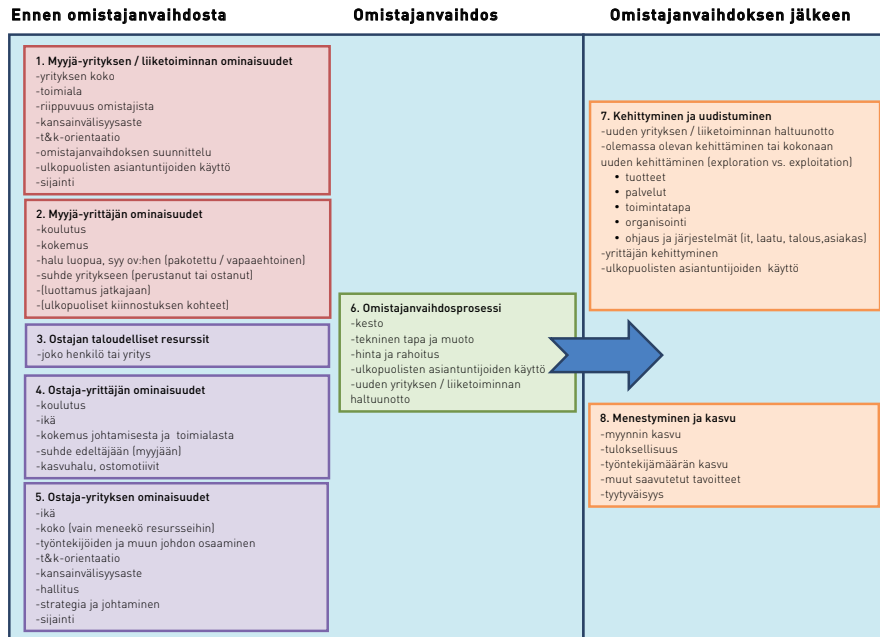 Ennen omistajanvaihdosta
Omistajanvaihdos
Omistajanvaihdoksen jälkeen
1. Myyjä-yrityksen / liiketoiminnan ominaisuudet
-yrityksen koko
-toimiala
-riippuvuus omistajista
-kansainvälisyysaste
-t&k-orientaatio
-omistajanvaihdoksen suunnittelu
-ulkopuolisten asiantuntijoiden käyttö
-sijainti
2. Myyjä-yrittäjän ominaisuudet
-koulutus
-kokemus
-halu luopua, syy ov:hen (pakotettu / vapaaehtoinen)
-suhde yritykseen (perustanut tai ostanut)
-(luottamus jatkajaan)
-(ulkopuoliset kiinnostuksen kohteet)
3. Ostajan taloudelliset resurssit
-joko henkilö tai yritys
4. Ostaja-yrittäjän ominaisuudet
-koulutus
-ikä
-kokemus johtamisesta ja toimialasta
-suhde edeltäjään (myyjään)
-kasvuhalu, ostomotiivit
5. Ostaja-yrityksen ominaisuudet
-ikä
-koko (vain meneekö resursseihin)
-työntekijöiden ja muun johdon osaaminen
-t&k-orientaatio
-kansainvälisyysaste
-hallitus
-strategia ja johtaminen
-sijainti
6. Omistajanvaihdosprosessi
-kesto
-tekninen tapa ja muoto
-hinta ja rahoitus
-ulkopuolisten asiantuntijoiden käyttö
-uuden yrityksen / liiketoiminnan
haltuunotto
7. Kehittyminen ja uudistuminen
-uuden yrityksen / liiketoiminnan haltuunotto
-olemassa olevan kehittäminen tai kokonaan
uuden kehittäminen (exploration vs. exploitation)
• tuotteet
• palvelut
• toimintatapa
• organisointi
• ohjaus ja järjestelmät (it, laatu, talous,asiakas)
-yrittäjän kehittyminen
-ulkopuolisten asiantuntijoiden käyttö
8. Menestyminen ja kasvu
-myynnin kasvu
-tuloksellisuus
-työntekijämäärän kasvu
-muut saavutetut tavoitteet
-tyytyväisyys